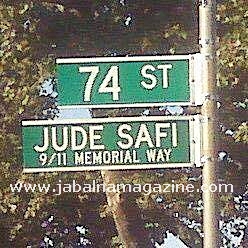 74 ST
JUDE SAFI
9/11 MEMORIAL WAY
www.jabalnamagazine.com